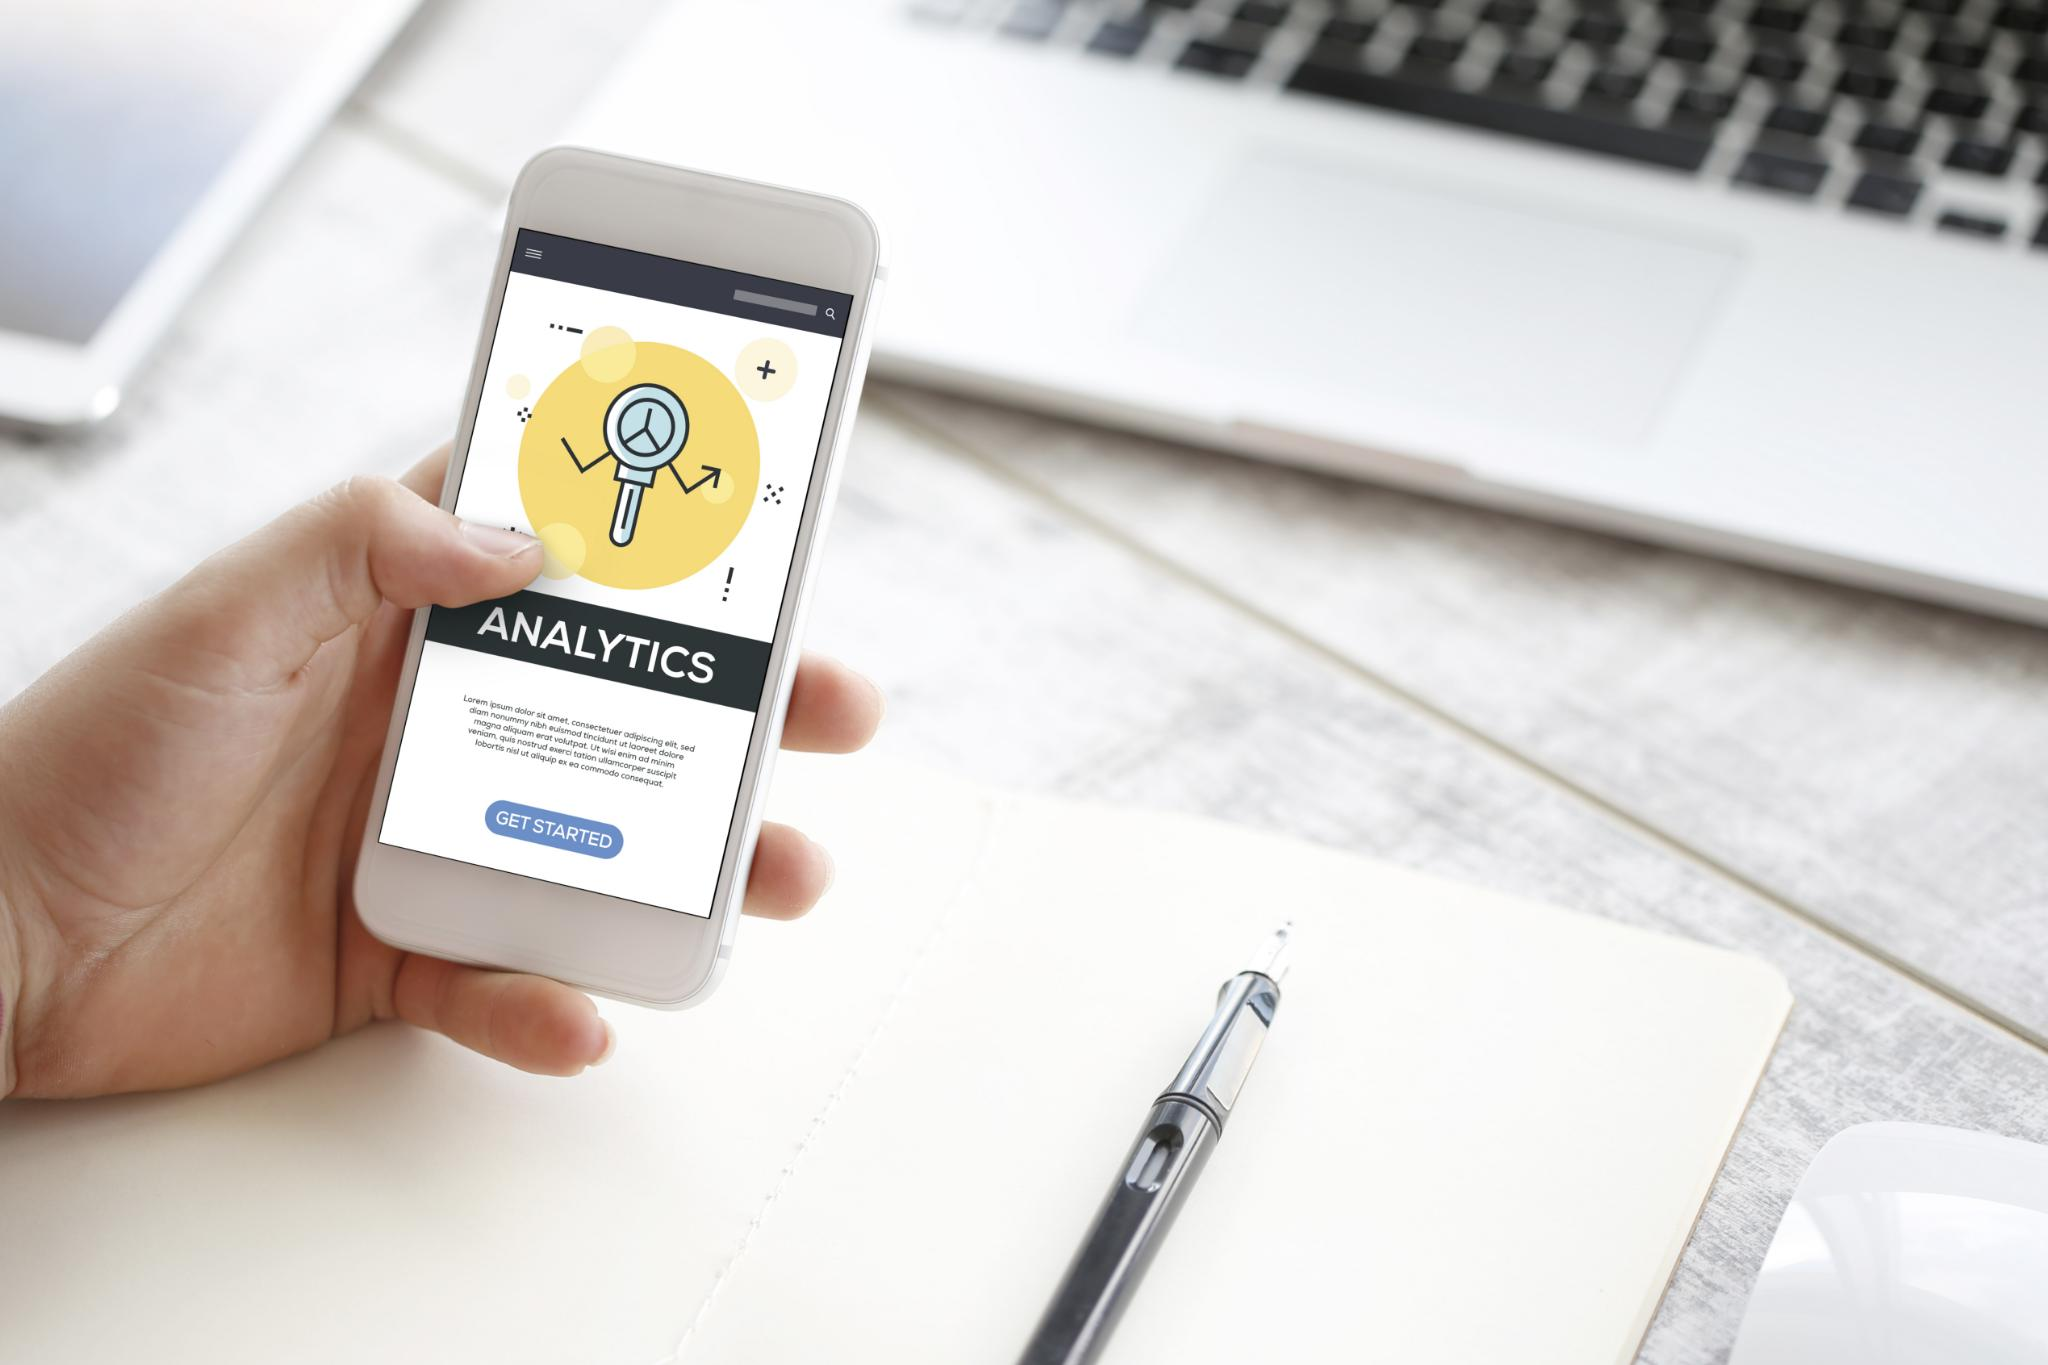 ANALYTICS
Lorem ipsum dolor sit amet, consectetuer adipiscing elit, sed
diam nonummy nibh euismod tincidunt ut laoreet dolore
magna aliquam erat volutpat. Ut wisi enim ad minim
veniam, quis nostrud exerci tation ullamcorper suscipit
lobortis nisl ut aliquip ex ea commodo consequat.
GET STARTED